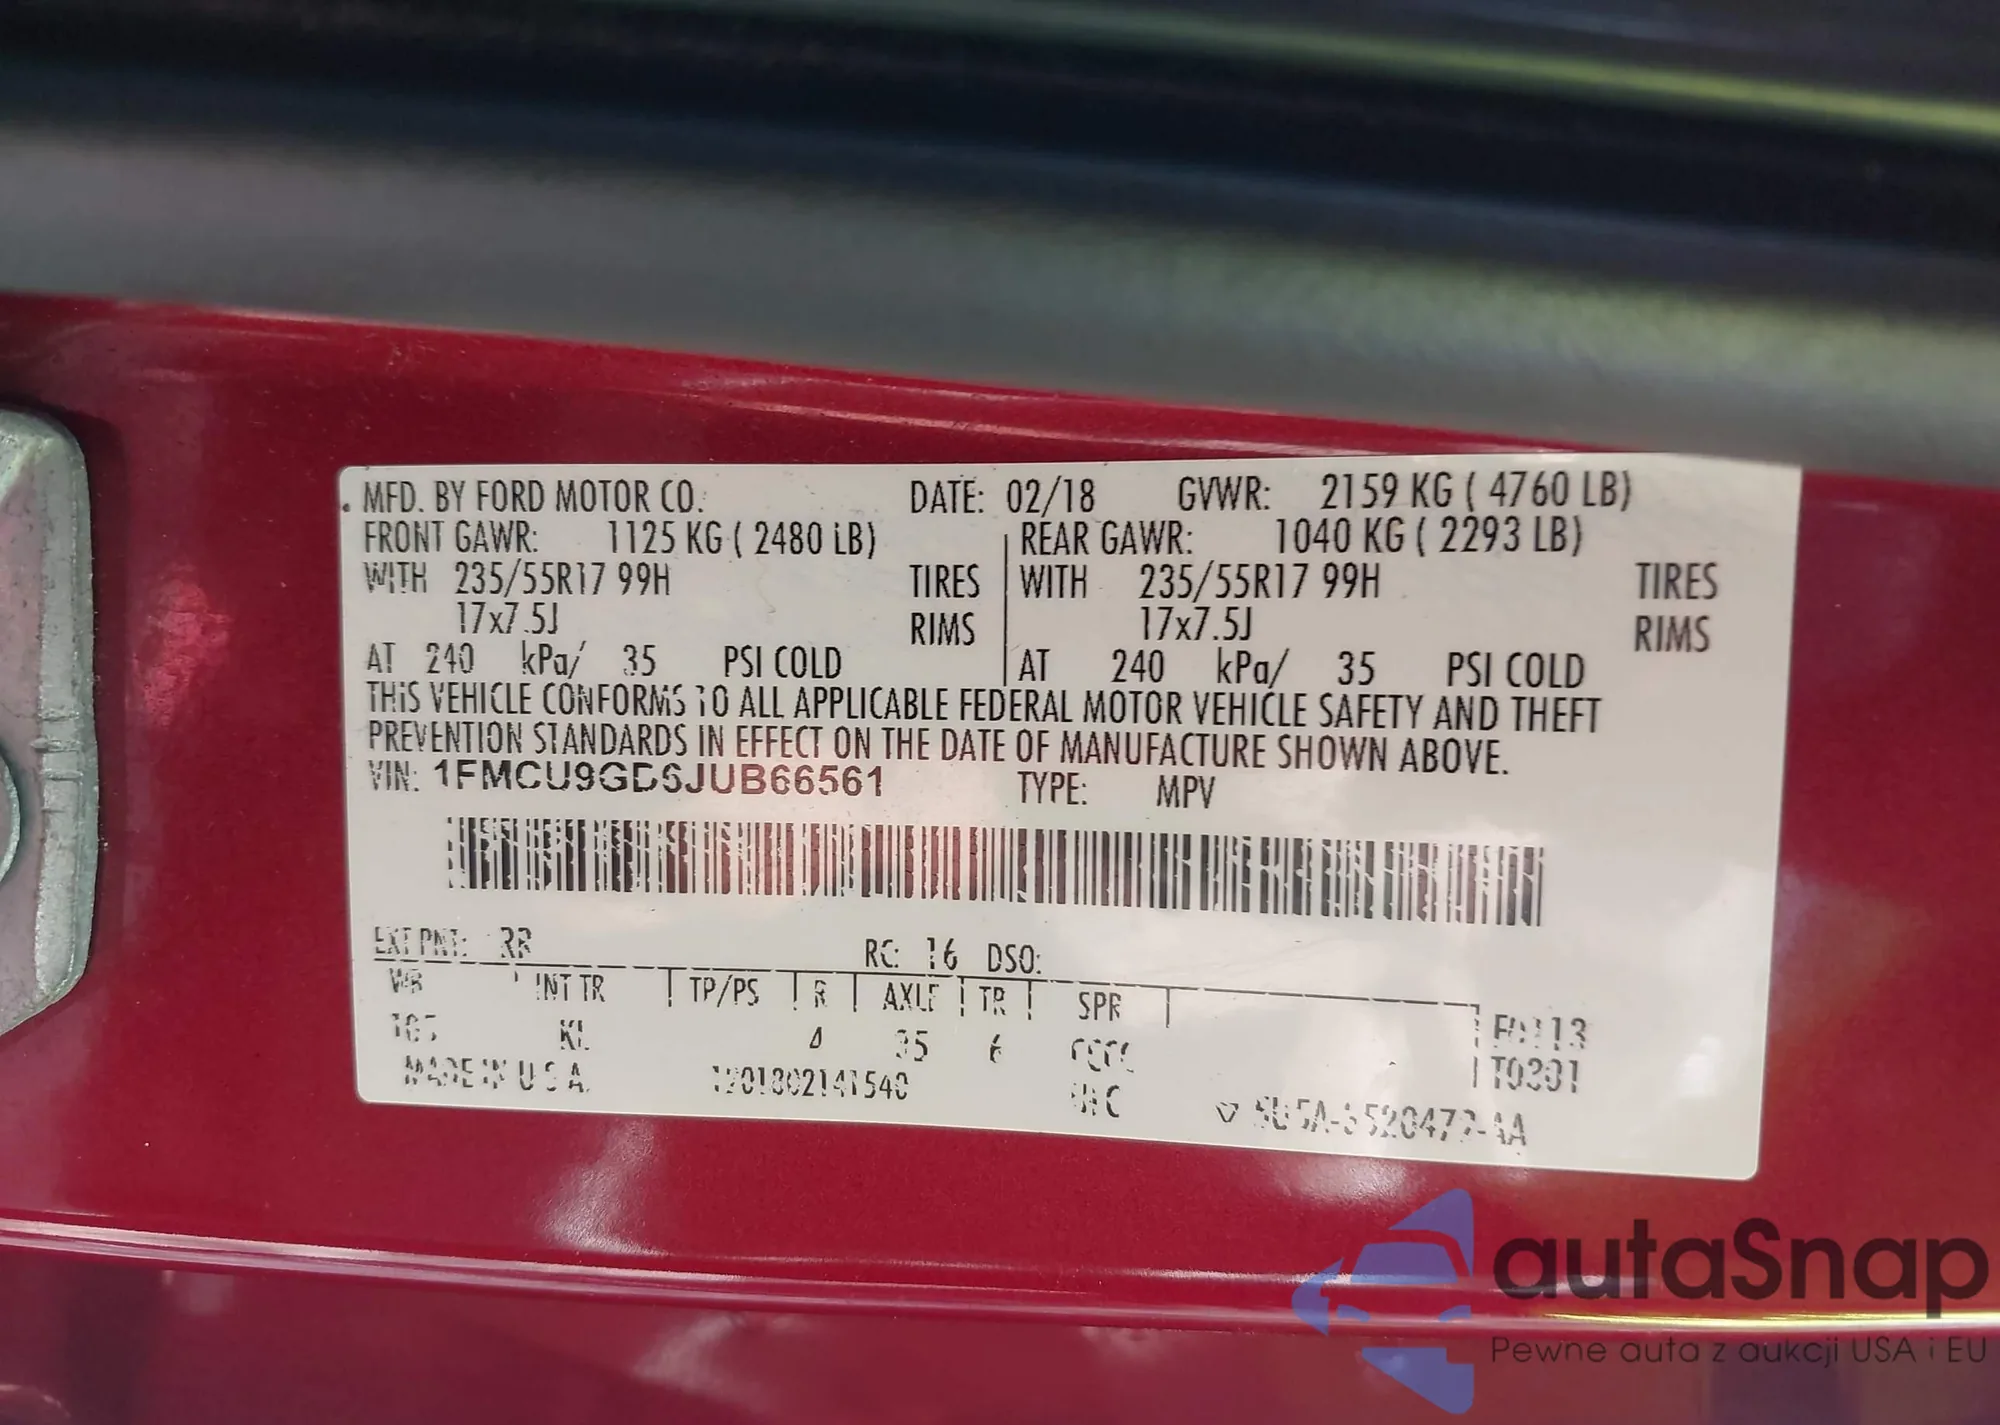 MFD. BY FORD MOTOR CO. DATE: 02/18 GVWR: 2159 KG ( 4760 LB)
FRONT GAWR: 1125 KG ( 2480 LB) REAR GAWR: 1040 KG ( 2293 LB)
WITH 235/55R17 99H TIRES WITH 235/55R17 99H TIRES
17x7.5J RIMS 17x7.5J RIMS
AT 240 kPa/ 35 PSI COLD AT 240 kPa/ 35 PSI COLD
THIS VEHICLE CONFORMS TO ALL APPLICABLE FEDERAL MOTOR VEHICLE SAFETY AND THEFT
PREVENTION STANDARDS IN EFFECT ON THE DATE OF MANUFACTURE SHOWN ABOVE.
VIN: 1FMCU9GD6JUB66561 TYPE: MPV
EXT PNT: RR RC: 16 DSO:
WB INT TR TP/PS R AXLE TR SPR
105 KL 4 35 6
MADE IN U.S.A.
autaSnap
Pewne auta z aukcji USA i EU